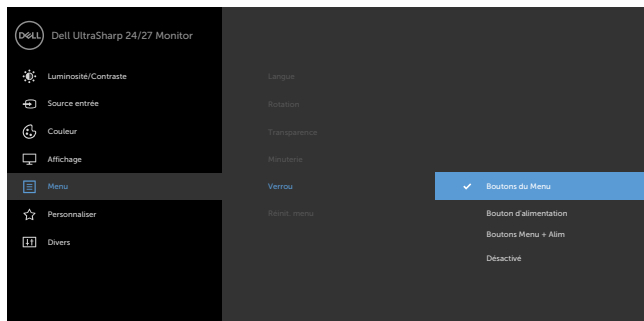 DELL
Dell UltraSharp 24/27 Monitor
Luminosité/Contraste
Source entrée
Couleur
Affichage
Menu
Personnaliser
Divers
Langue
Rotation
Transparence
Minuterie
Verrou
Réinit. menu
Boutons du Menu
Bouton d'alimentation
Boutons Menu + Alim
Désactivé